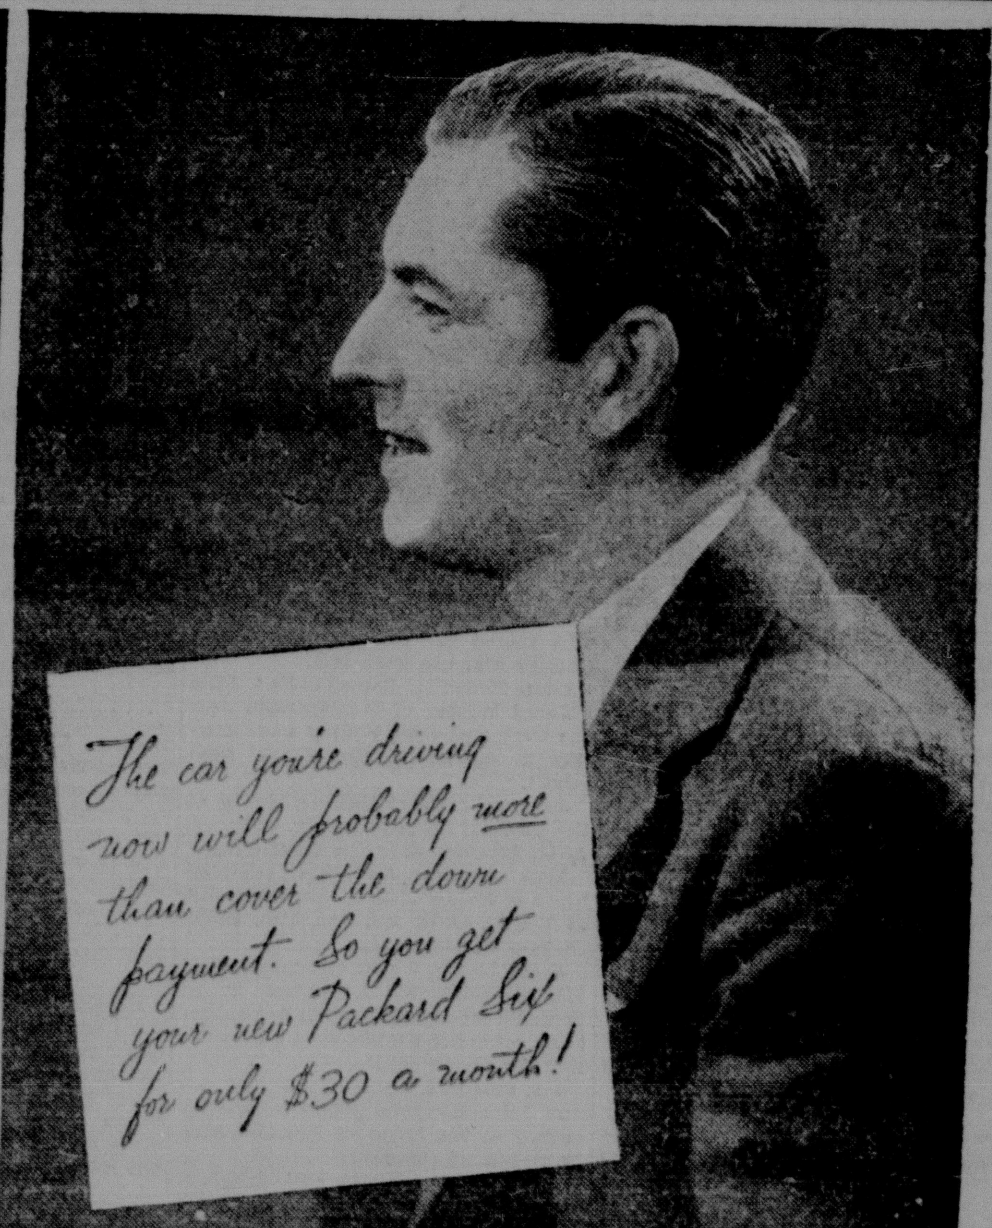 The car you're driving
now will probably more
than cover the down
payment. So you get
your new Packard Six
for only $30 a month!